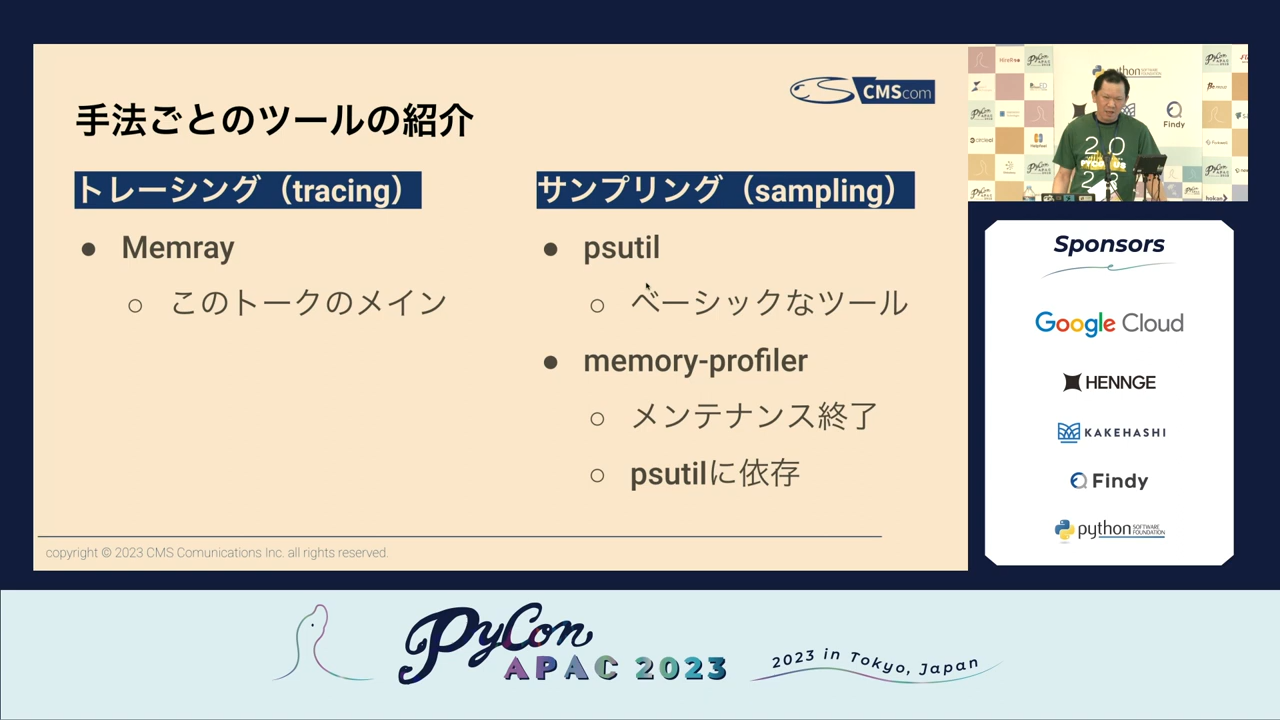 手法ごとのツールの紹介
CMScom
トレーシング（tracing）
● Memray
○ このトークのメイン
サンプリング（sampling）
● psutil
○ ベーシックなツール
● memory-profiler
○ メンテナンス終了
○ psutilに依存
copyright © 2023 CMS Comunications Inc. all rights reserved.
Findy
20
23
Sponsors
Google Cloud
HENNGE
KAKEHASHI
Findy
python SOFTWARE FOUNDATION
PyCon
APAC 2023
2023 in Tokyo, Japan